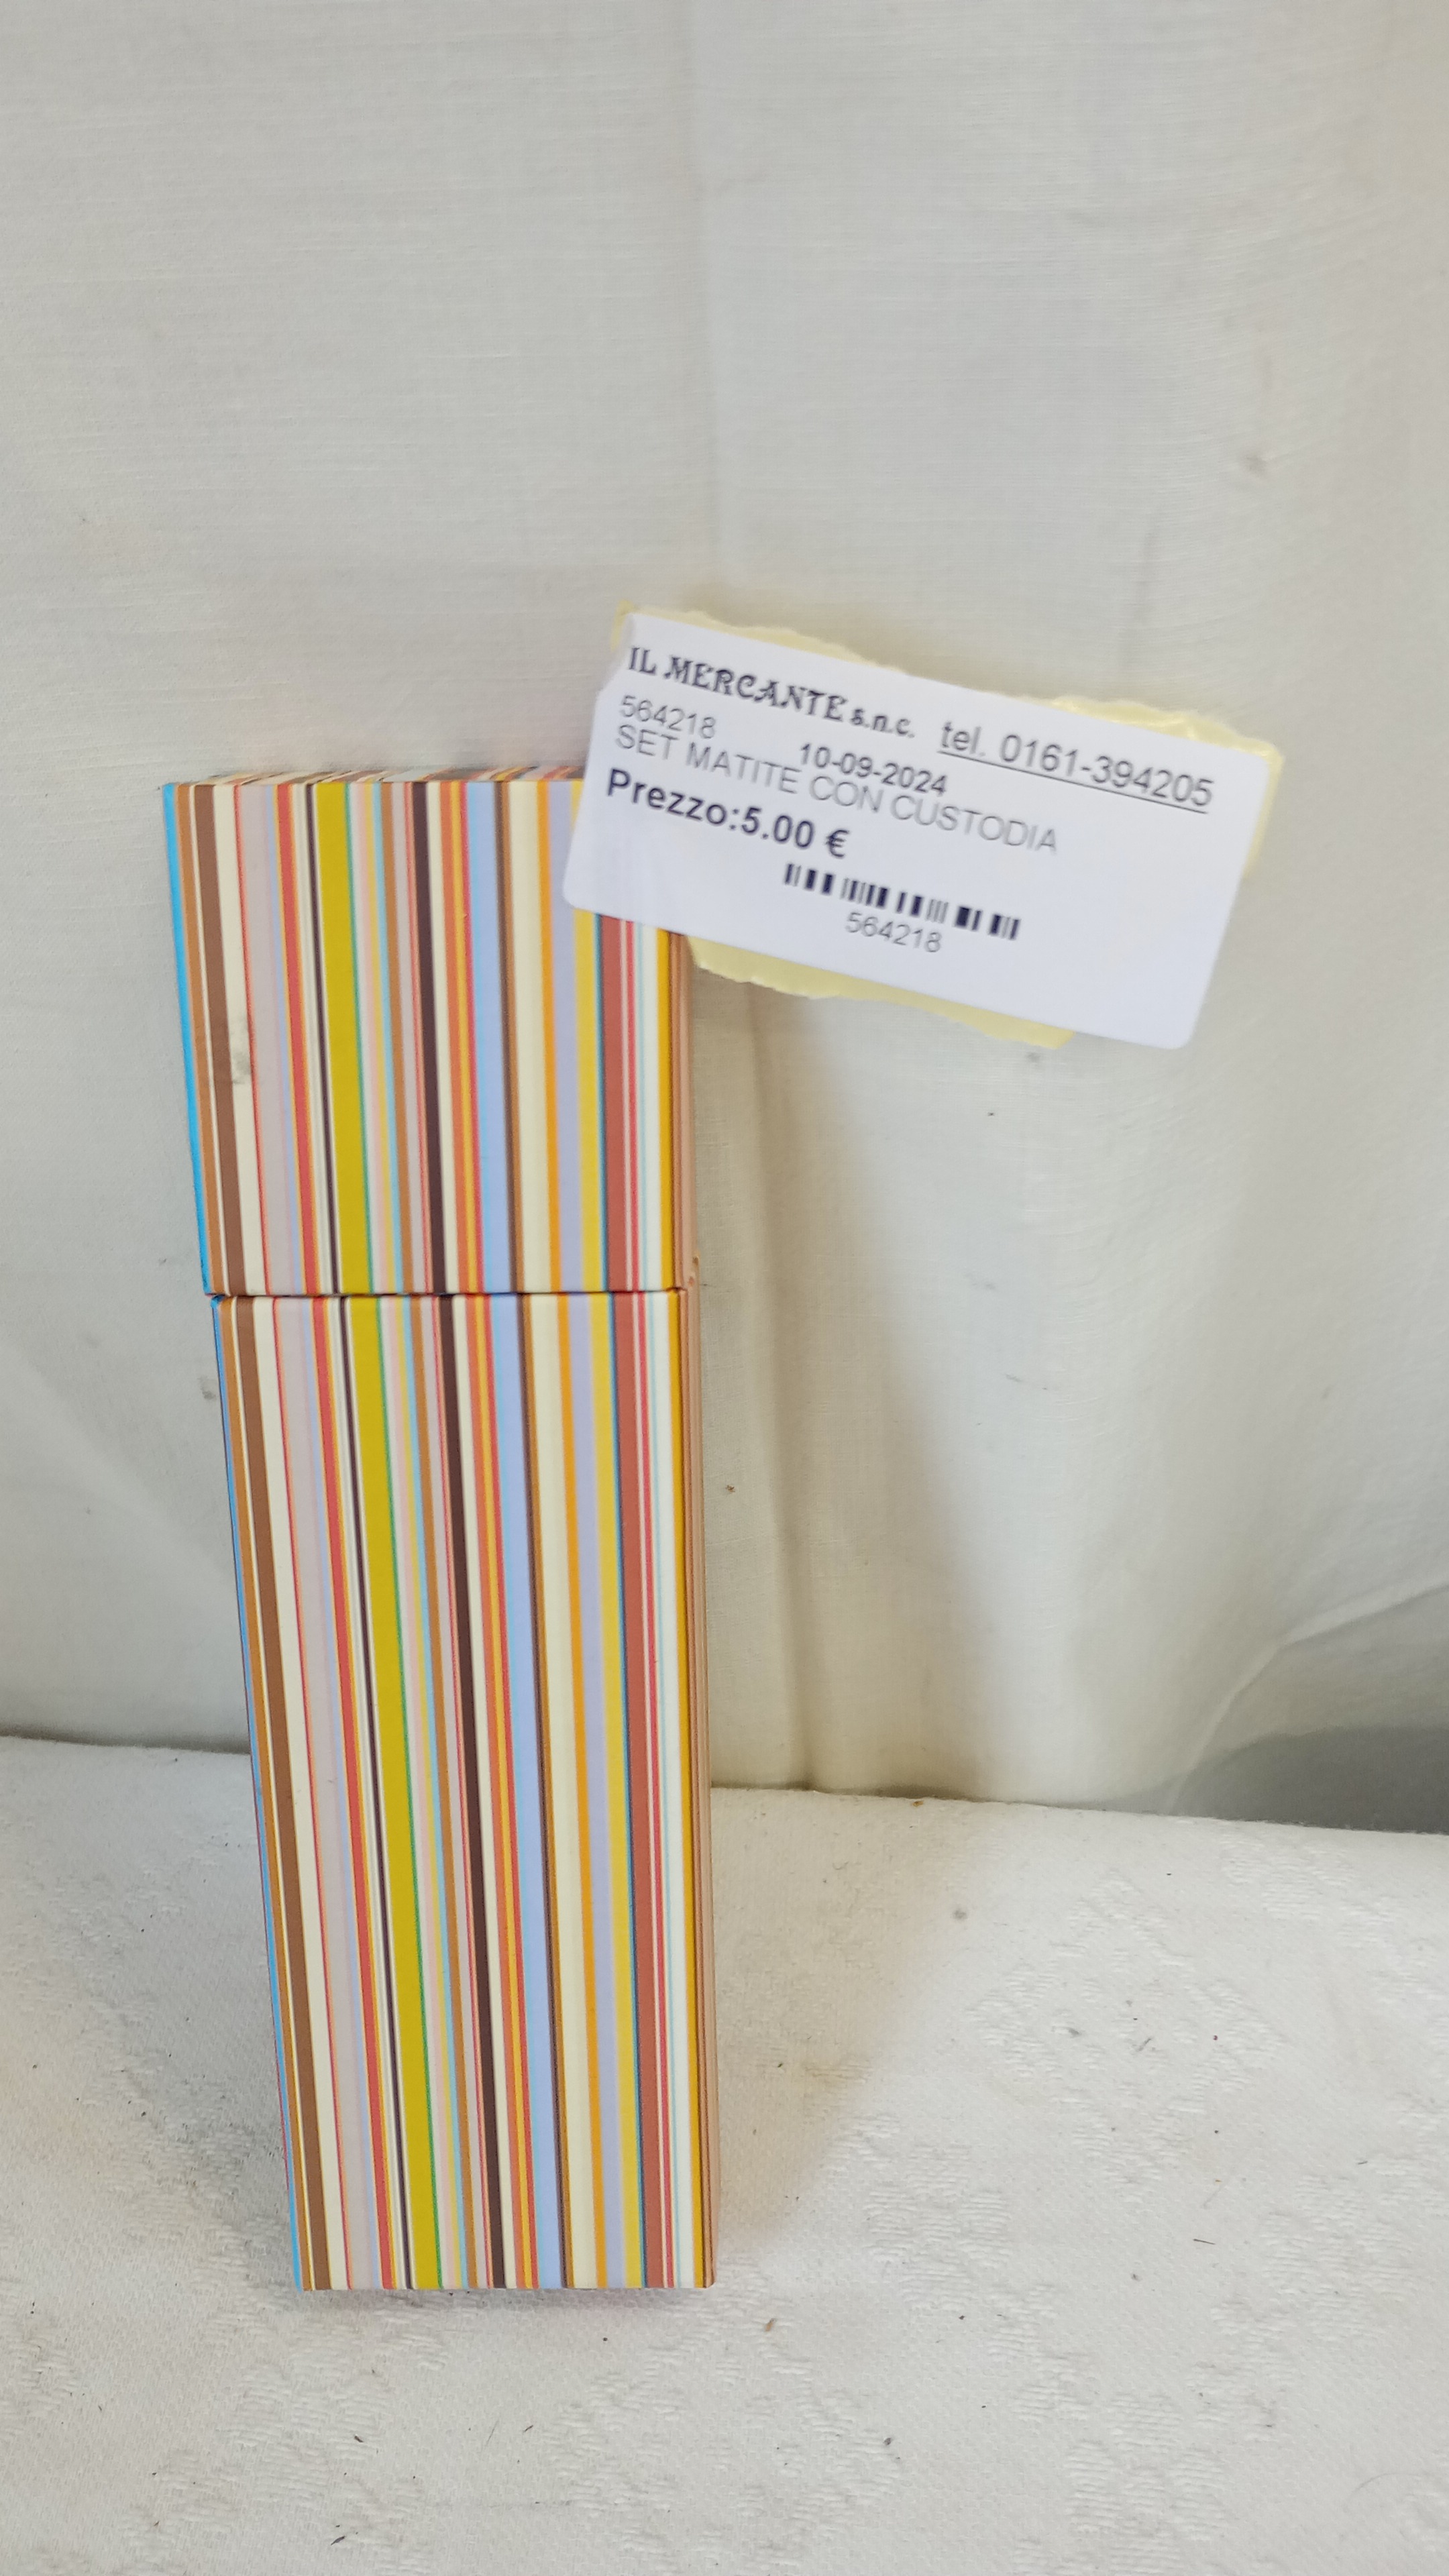 IL MERCANTE s.n.c. tel. 0161-394205
564218 10-09-2024
SET MATITE CON CUSTODIA
Prezzo:5.00 €
564218